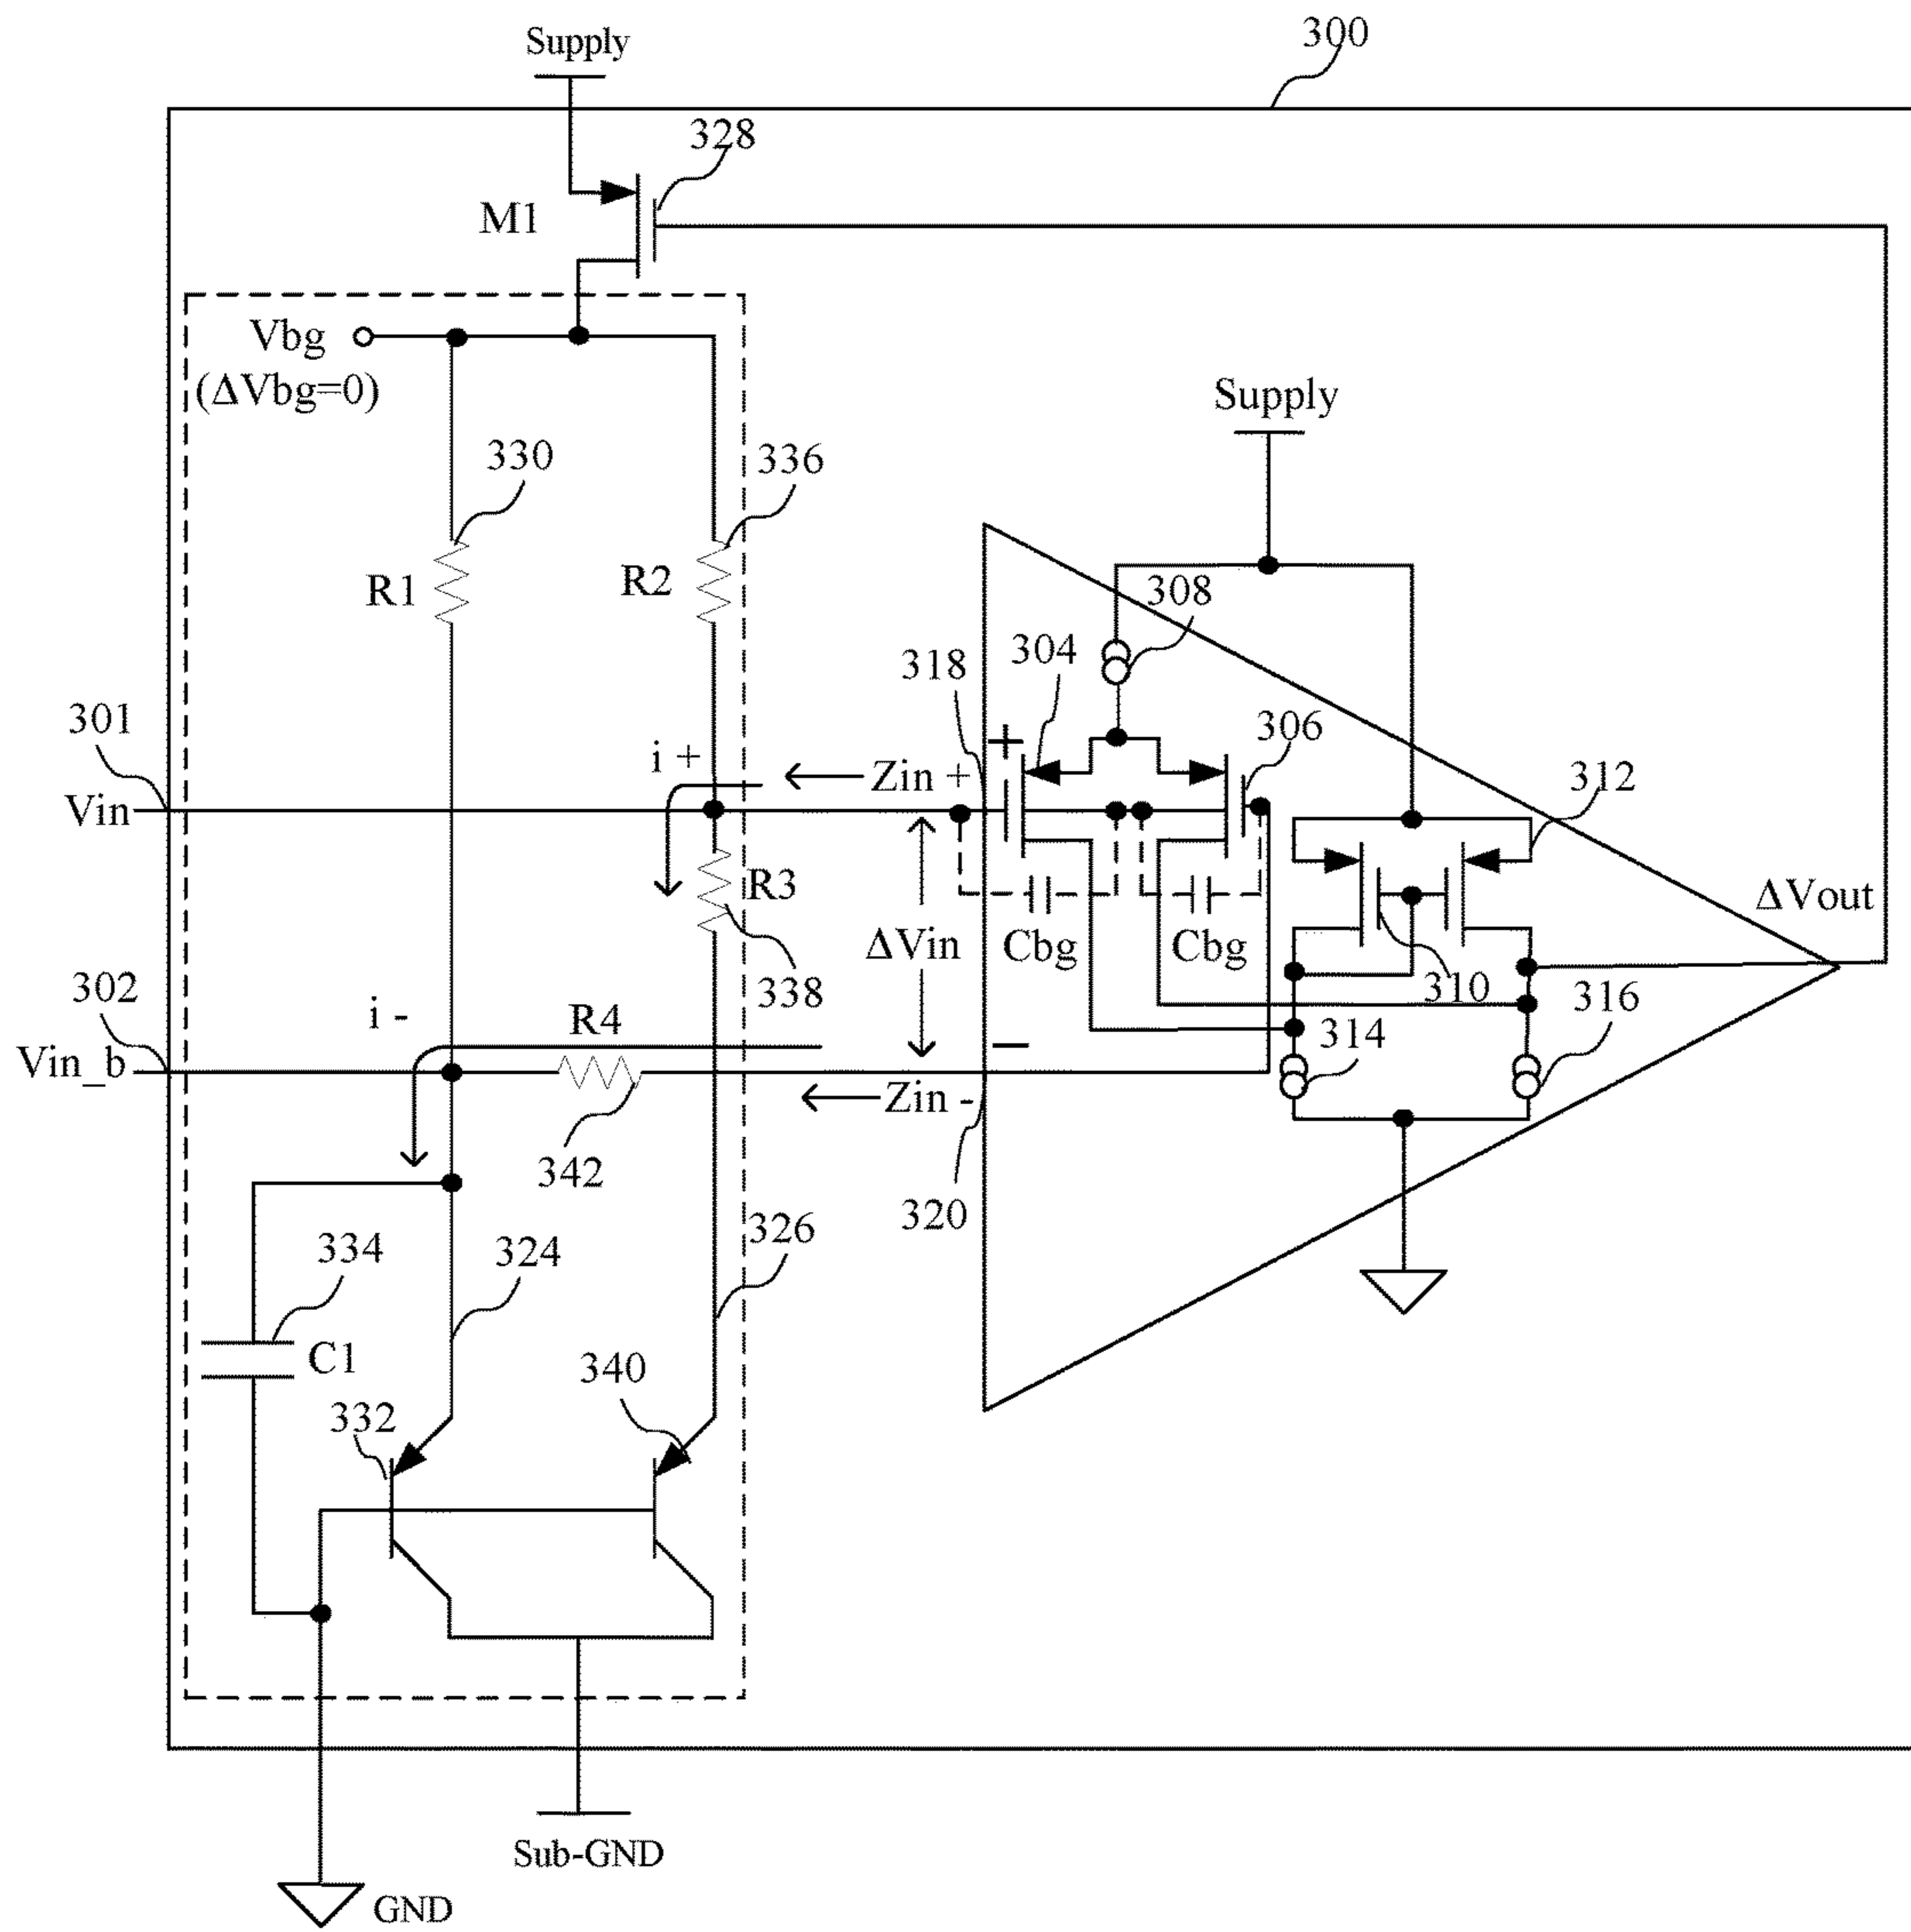 Supply
300
328
M1
Vbg
(ΔVbg=0)
Supply
330
336
R1
R2
308
304
318
306
301
i +
Zin +
+
312
Vin
R3
ΔVin
Cbg
Cbg
ΔVout
338
310
302
i -
R4
316
314
Vin_b
−
Zin -
342
320
334
324
326
C1
340
332
Sub-GND
GND